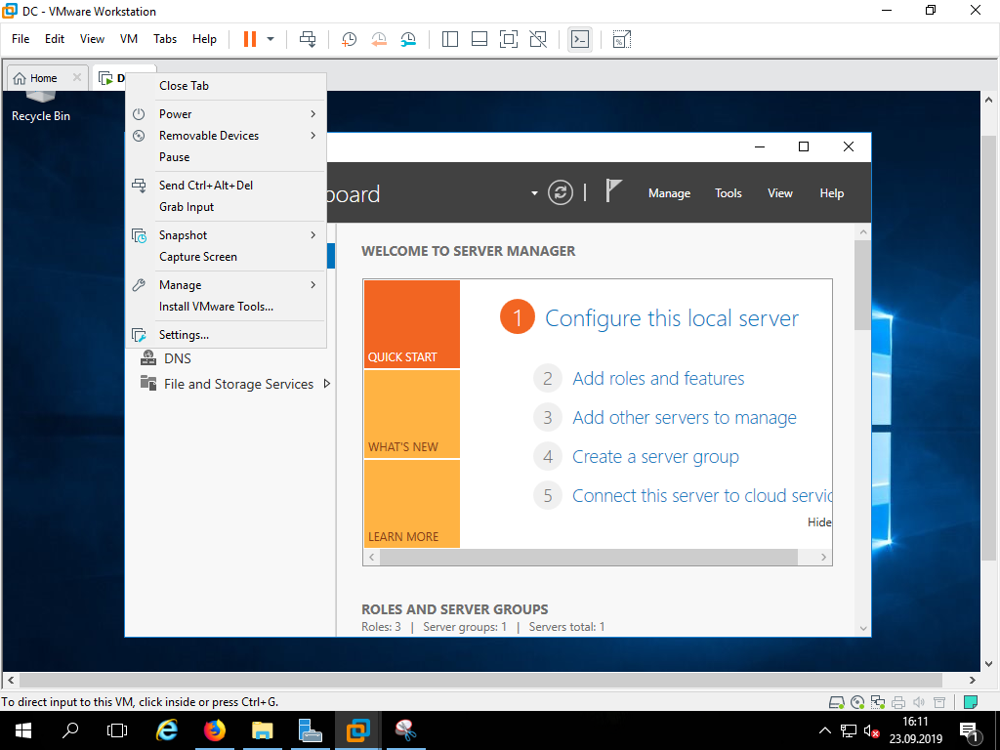 DC - VMware Workstation
File Edit View VM Tabs Help
Home
D
Close Tab
Power
Removable Devices
Pause
Send Ctrl+Alt+Del
Grab Input
Snapshot
Capture Screen
Manage
Install VMware Tools...
Settings...
Recycle Bin
board
Manage Tools View Help
WELCOME TO SERVER MANAGER
QUICK START
WHAT'S NEW
LEARN MORE
1 Configure this local server
2 Add roles and features
3 Add other servers to manage
4 Create a server group
5 Connect this server to cloud servic
Hide
DNS
File and Storage Services
ROLES AND SERVER GROUPS
Roles: 3 | Server groups: 1 | Servers total: 1
To direct input to this VM, click inside or press Ctrl+G.
16:11
23.09.2019
1